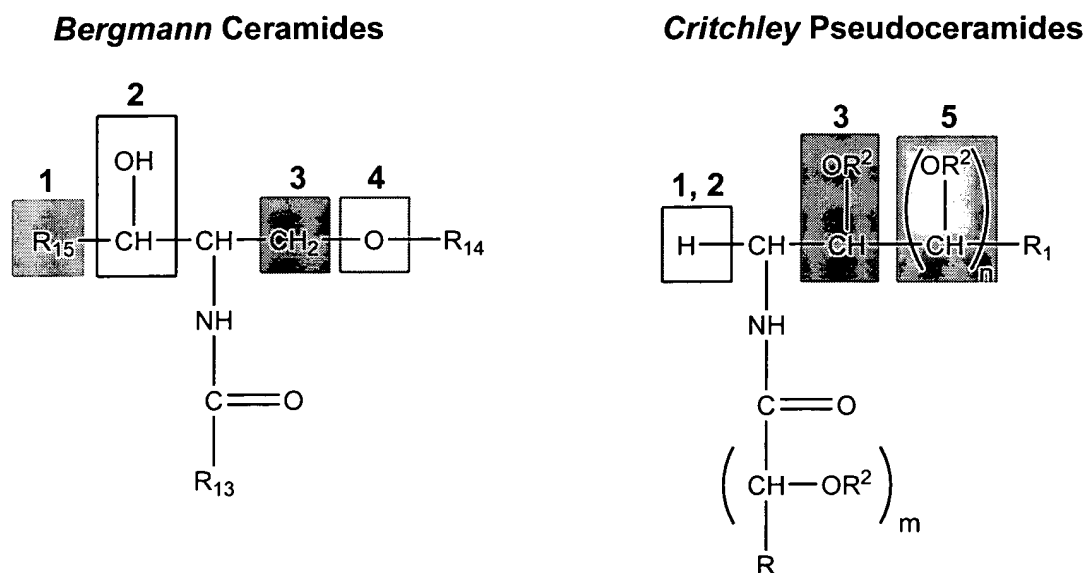 Bergmann Ceramides
Critchley Pseudoceramides
2
OH
1
3
4
R15
CH
CH
CH2
O
R14
NH
C
O
R13
3
5
OR2
OR2
1, 2
H
CH
CH
CH
n
R1
NH
C
O
CH
OR2
m
R